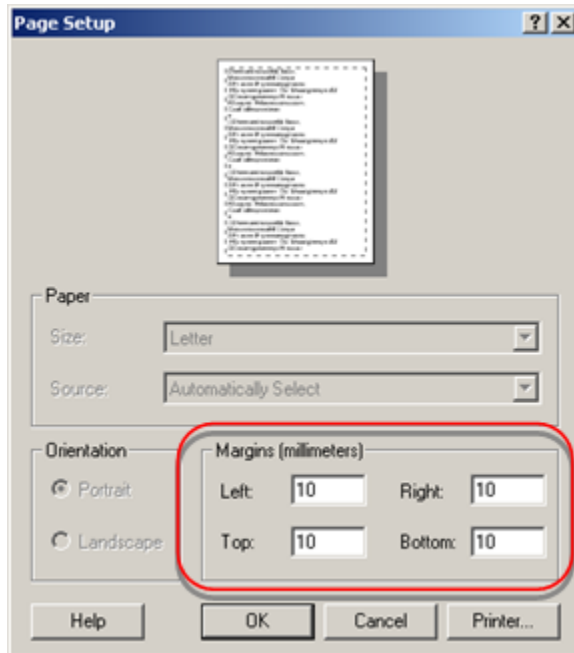 Page Setup
Paper
Size: Letter
Source: Automatically Select
Orientation
Portrait
Landscape
Margins (millimeters)
Left: 10 Right: 10
Top: 10 Bottom: 10
Help OK Cancel Printer...